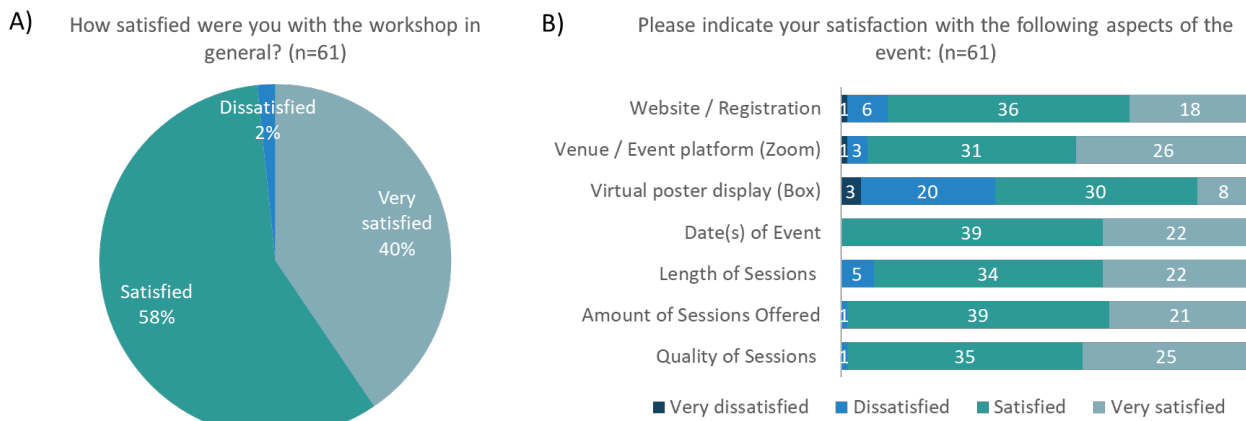 A)
How satisfied were you with the workshop in
general? (n=61)
Dissatisfied
2%
Very
satisfied
40%
Satisfied
58%
B)
Please indicate your satisfaction with the following aspects of the
event: (n=61)
Website / Registration 1 6 36 18
Venue / Event platform (Zoom) 1 3 31 26
Virtual poster display (Box) 3 20 30 8
Date(s) of Event 39 22
Length of Sessions 5 34 22
Amount of Sessions Offered 1 39 21
Quality of Sessions 1 35 25
Very dissatisfied Dissatisfied Satisfied Very satisfied